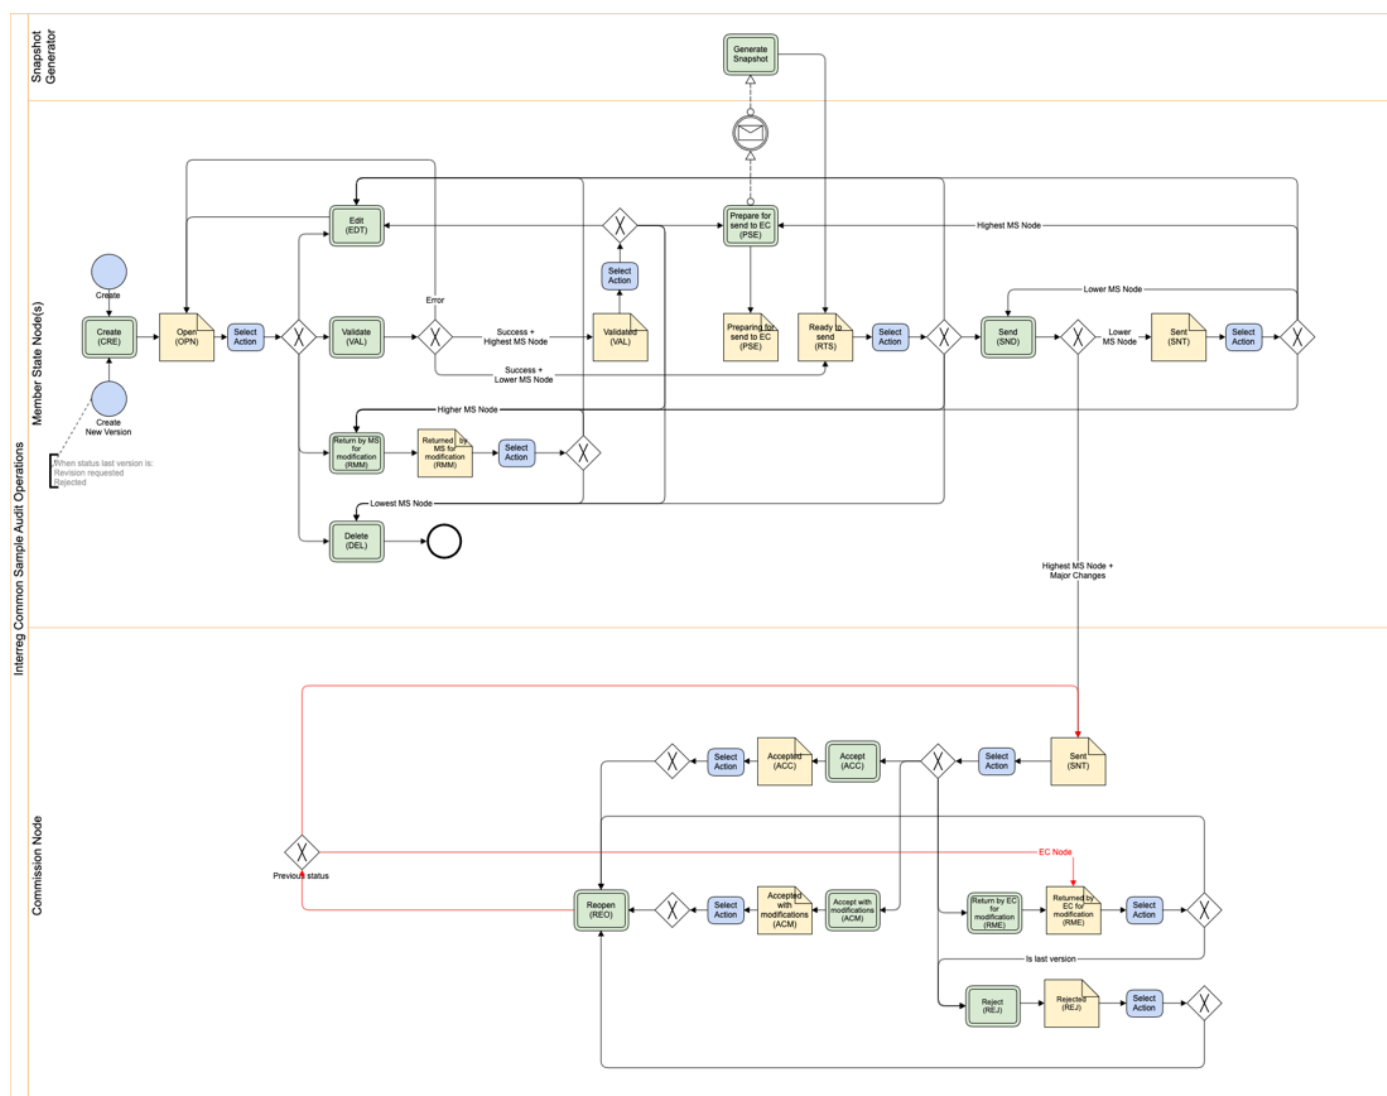 Interreg Common Sample Audit Operations
Snapshot
Generator
Generate
Snapshot
Member State Node(s)
Create
Create
(CRE)
Create
New Version
When status last version is:
Revision requested
Rejected
Open
(OPN)
Select
Action
Edit
(EDT)
Validate
(VAL)
Error
Success +
Highest MS Node
Success +
Lower MS Node
Validated
(VAL)
Select
Action
Prepare for
send to EC
(PSE)
Preparing for
send to EC
(PSE)
Ready to
send
(RTS)
Select
Action
Send
(SND)
Lower
MS Node
Sent
(SNT)
Select
Action
Highest MS Node
Lower MS Node
Higher MS Node
Return by MS
for
modification
(RMM)
Returned by
MS for
modification
(RMM)
Select
Action
Lowest MS Node
Delete
(DEL)
Highest MS Node +
Major Changes
Commission Node
Sent
(SNT)
Select
Action
Accept
(ACC)
Accepted
(ACC)
Select
Action
Previous status
EC Node
Reopen
(REO)
Select
Action
Accepted
with
modifications
(ACM)
Accept with
modifications
(ACM)
Return by EC
for
modification
(RME)
Returned by
EC for
modification
(RME)
Select
Action
Is last version
Reject
(REJ)
Rejected
(REJ)
Select
Action